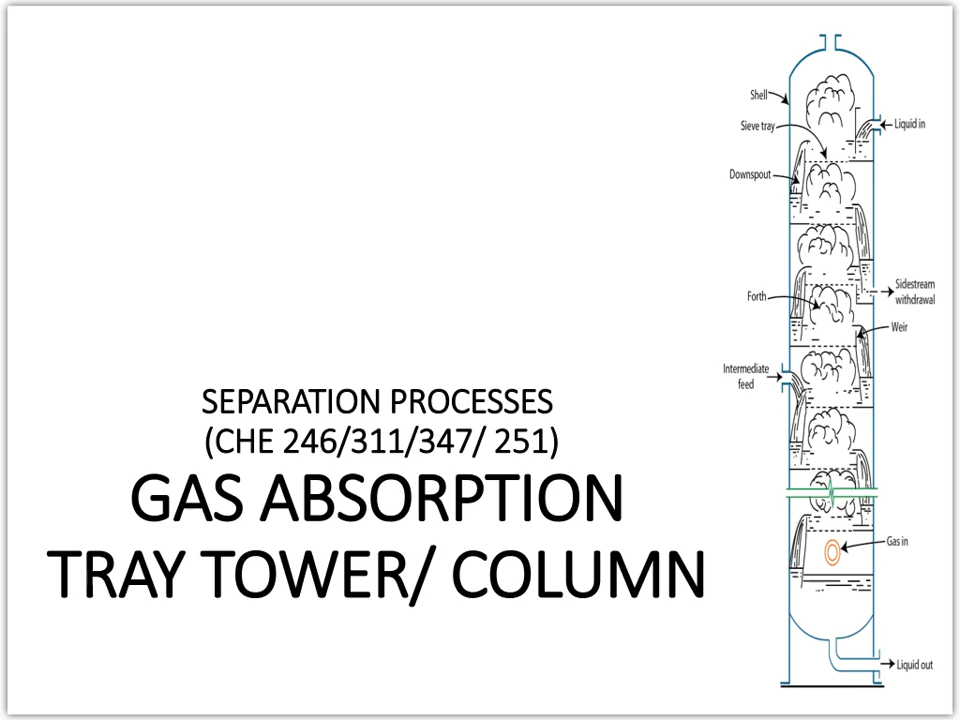 SEPARATION PROCESSES
(CHE 246/311/347/ 251)
GAS ABSORPTION
TRAY TOWER/ COLUMN
Shell
Liquid in
Sieve tray
Downspout
Sidestream
withdrawal
Forth
Weir
Intermediate
feed
Gas in
Liquid out